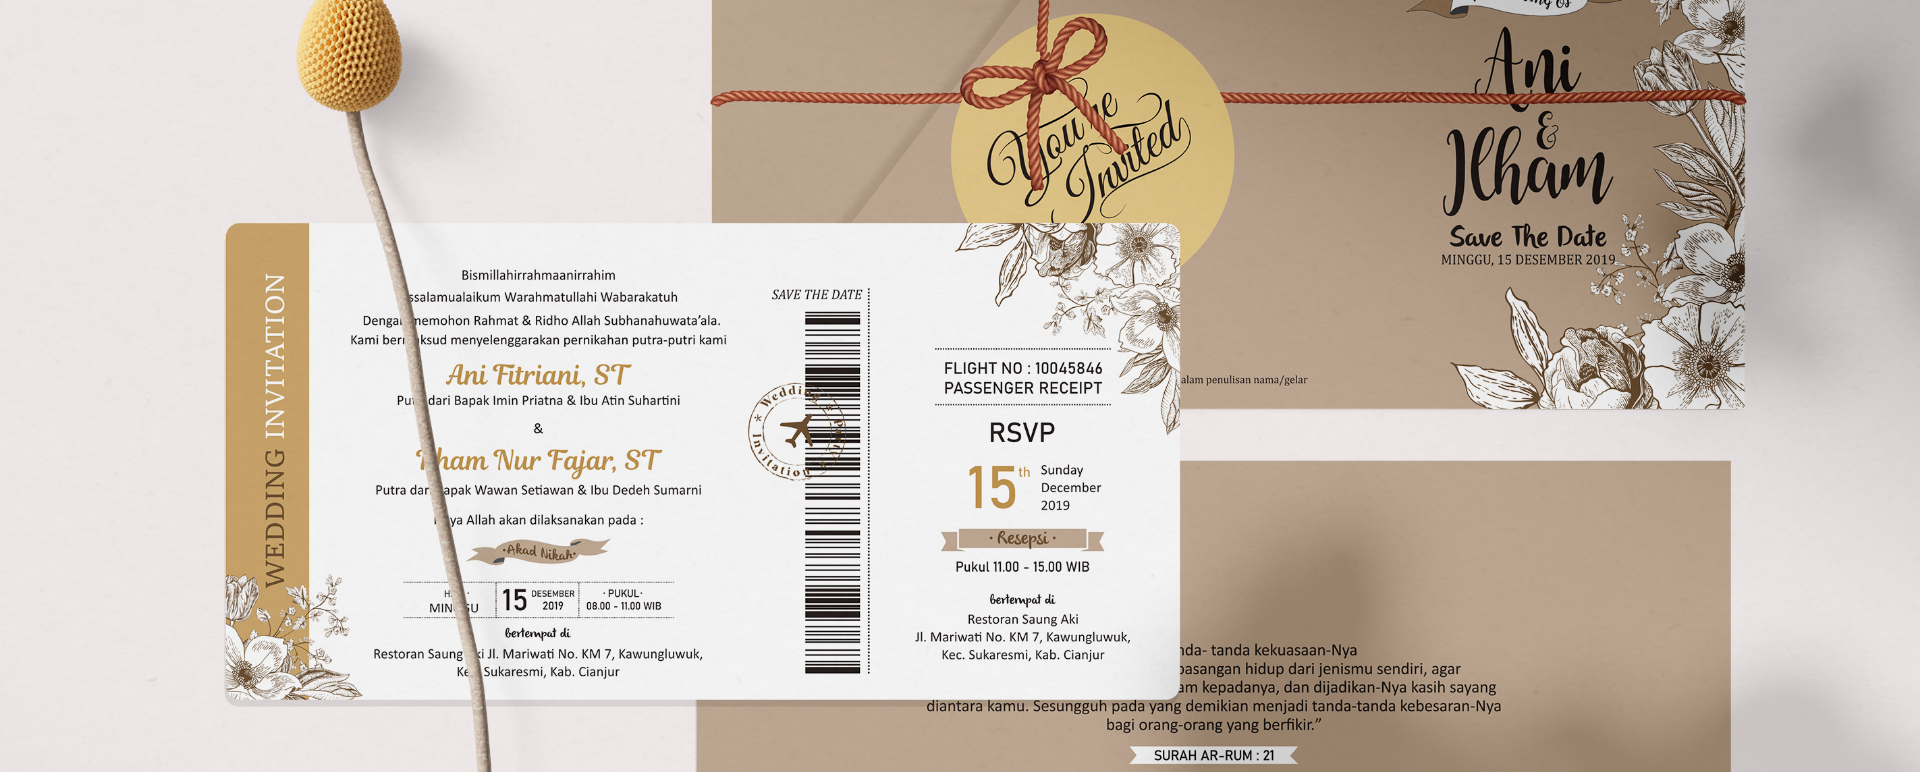 Ani
&
Ilham
Save The Date
MINGGU, 15 DESEMBER 2019
You're
Invited
alam penulisan nama/gelar
WEDDING INVITATION
Bismillahirrahmaanirrahim
ssalamualaikum Warahmatullahi Wabarakatuh
memohon Rahmat & Ridho Allah Subhanahuwata'ala.
Kami menyelenggarakan pernikahan putra-putri kami
Ani Fitriani, ST
dari Bapak Imin Priatna & Ibu Atin Suhartini
&
Nur Fajar, ST
Putra Wawan Setiawan & Ibu Dedeh Sumarni
Allah akan dilaksanakan pada :
·Akad Nikah·
15 DESEMBER 2019
·PUKUL·
08.00 - 11.00 WIB
bertempat di
Restoran Saung Jl. Mariwati No. KM 7, Kawungluwuk,
Sukaresmi, Kab. Cianjur
SAVE THE DATE
Wedding Party
Invitation
FLIGHT NO : 10045846
PASSENGER RECEIPT
RSVP
15th Sunday
December
2019
· Resepsi ·
Pukul 11.00 - 15.00 WIB
bertempat di
Restoran Saung Aki
Jl. Mariwati No. KM 7, Kawungluwuk,
Kec. Sukaresmi, Kab. Cianjur
nda- tanda kekuasaan-Nya
pasangan hidup dari jenismu sendiri, agar
am kepadanya, dan dijadikan-Nya kasih sayang
diantara kamu. Sesungguh pada yang demikian menjadi tanda-tanda kebesaran-Nya
bagi orang-orang yang berfikir.”
SURAH AR-RUM : 21